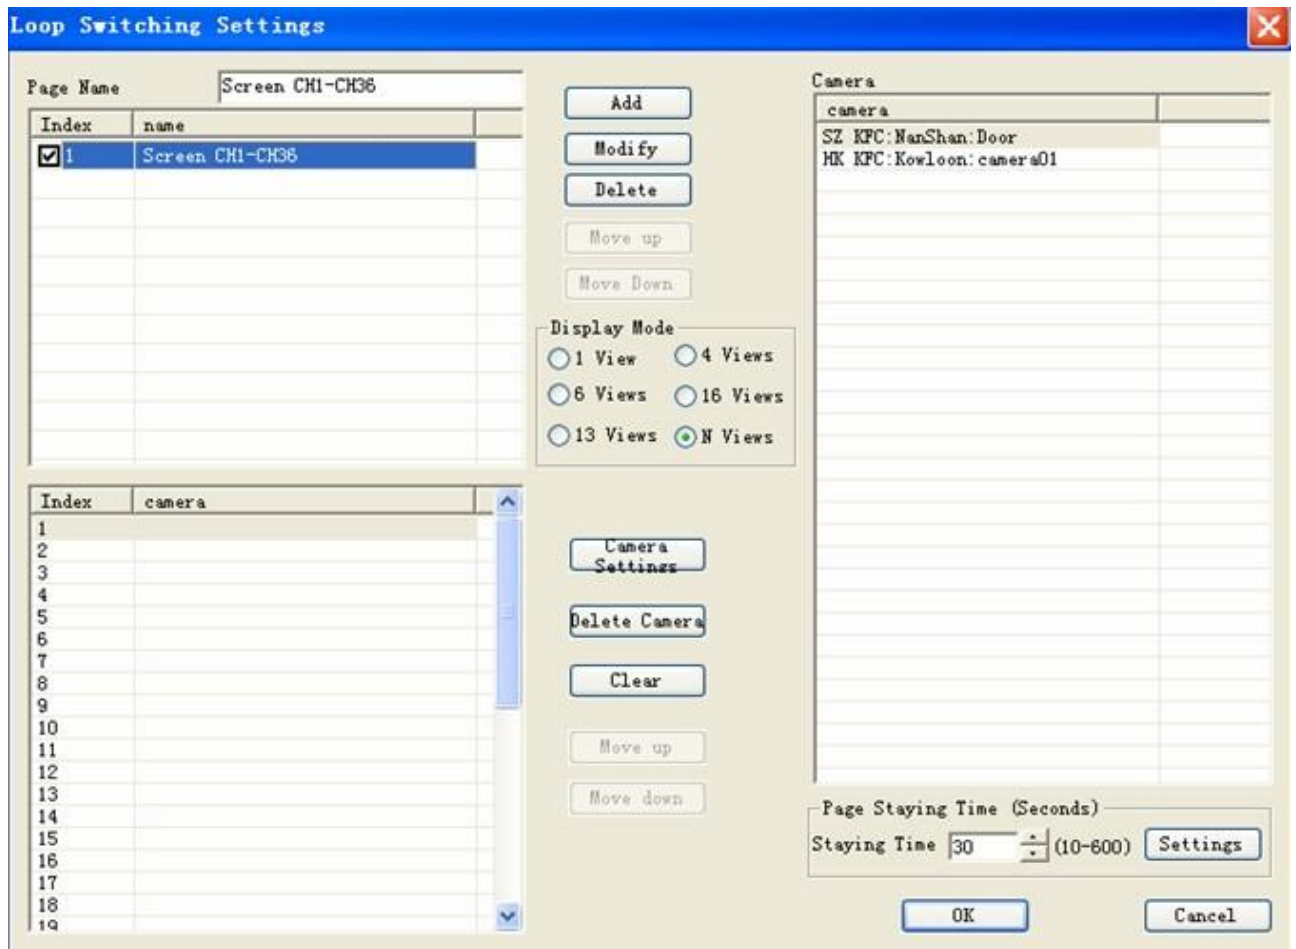 Loop Switching Settings
Page Name
Screen CH1-CH36
Index name
1 Screen CH1-CH36
Add
Modify
Delete
Move up
Move Down
Display Mode
1 View 4 Views
6 Views 16 Views
13 Views N Views
Camera
camera
SZ KFC:NanShan:Door
HK KFC:Kowloon:camera01
Index camera
1
2
3
4
5
6
7
8
9
10
11
12
13
14
15
16
17
18
19
Camera
Settings
Delete Camera
Clear
Move up
Move down
Page Staying Time (Seconds)
Staying Time 30 (10-600) Settings
OK Cancel